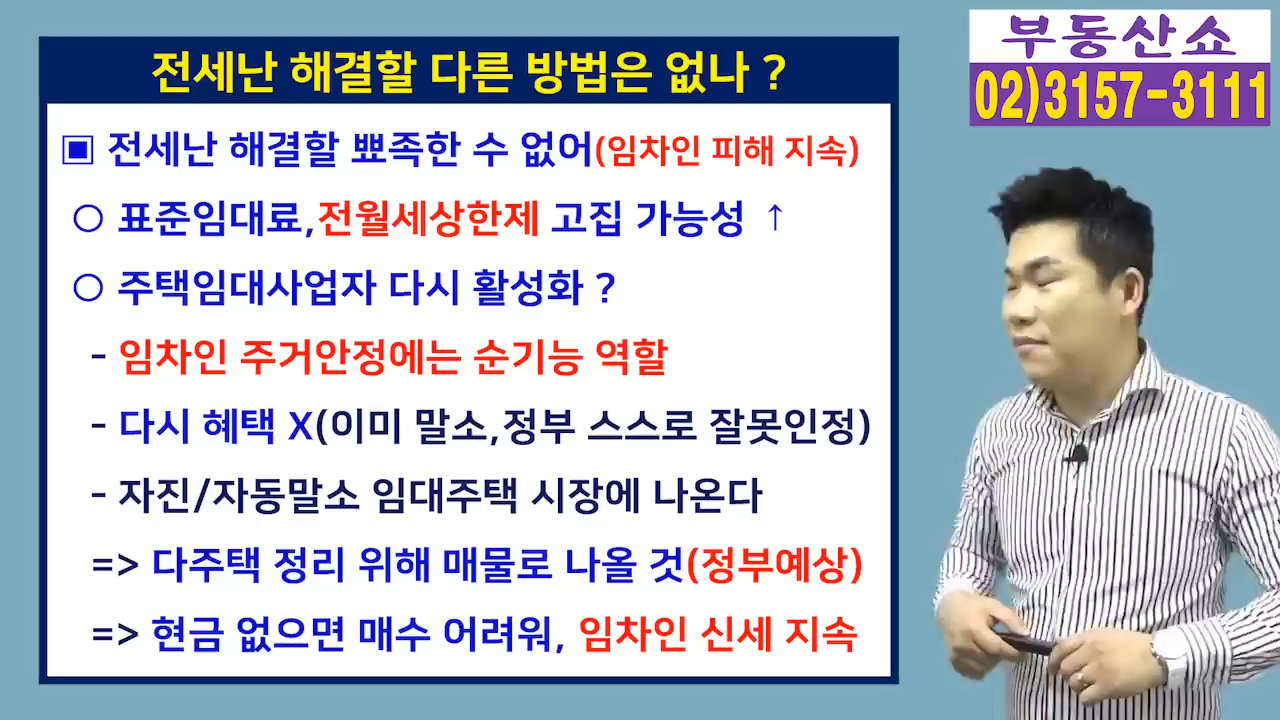 부동산쇼
02)3157-3111
전세난 해결할 다른 방법은 없나 ?
▣ 전세난 해결할 뾰족한 수 없어(임차인 피해 지속)
○ 표준임대료,전월세상한제 고집 가능성 ↑
○ 주택임대사업자 다시 활성화 ?
- 임차인 주거안정에는 순기능 역할
- 다시 혜택 X(이미 말소,정부 스스로 잘못인정)
- 자진/자동말소 임대주택 시장에 나온다
=> 다주택 정리 위해 매물로 나올 것(정부예상)
=> 현금 없으면 매수 어려워, 임차인 신세 지속